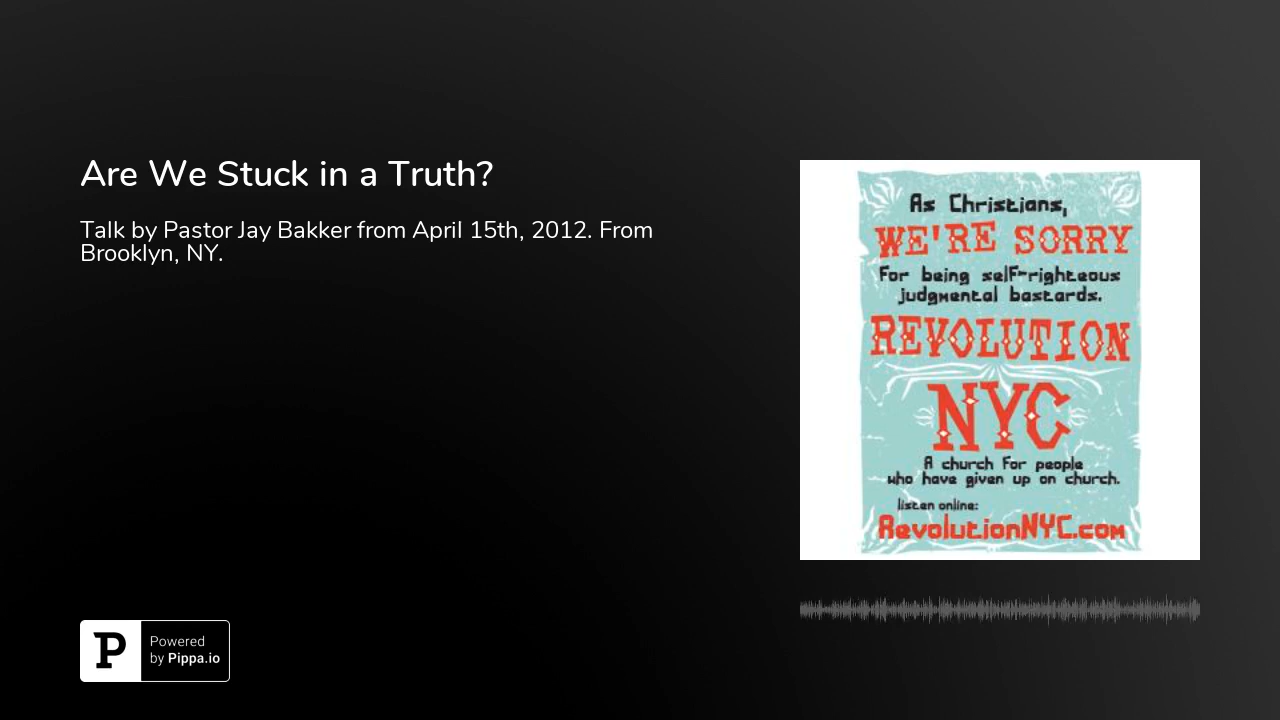 Are We Stuck in a Truth?
Talk by Pastor Jay Bakker from April 15th, 2012. From
Brooklyn, NY.
As Christians,
WE'RE SORRY
For being self-righteous
judgmental bastards.
REVOLUTION
NYC
A church For people
who have given up on church.
listen online:
RevolutionNYC.com
P
Powered
by Pippa.io